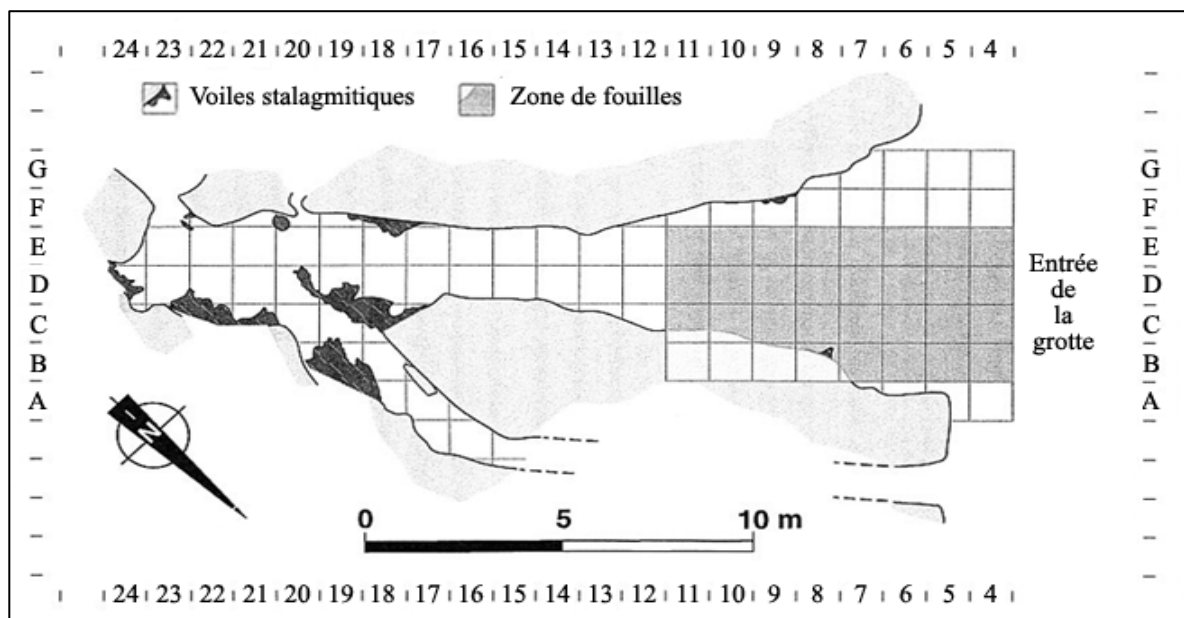 24 23 22 21 20 19 18 17 16 15 14 13 12 11 10 9 8 7 6 5 4
Voiles stalagmitiques
Zone de fouilles
G
F
E
D
C
B
A
G
F
E
D
C
B
A
Entrée
de
la
grotte
N
0 5 10 m
24 23 22 21 20 19 18 17 16 15 14 13 12 11 10 9 8 7 6 5 4